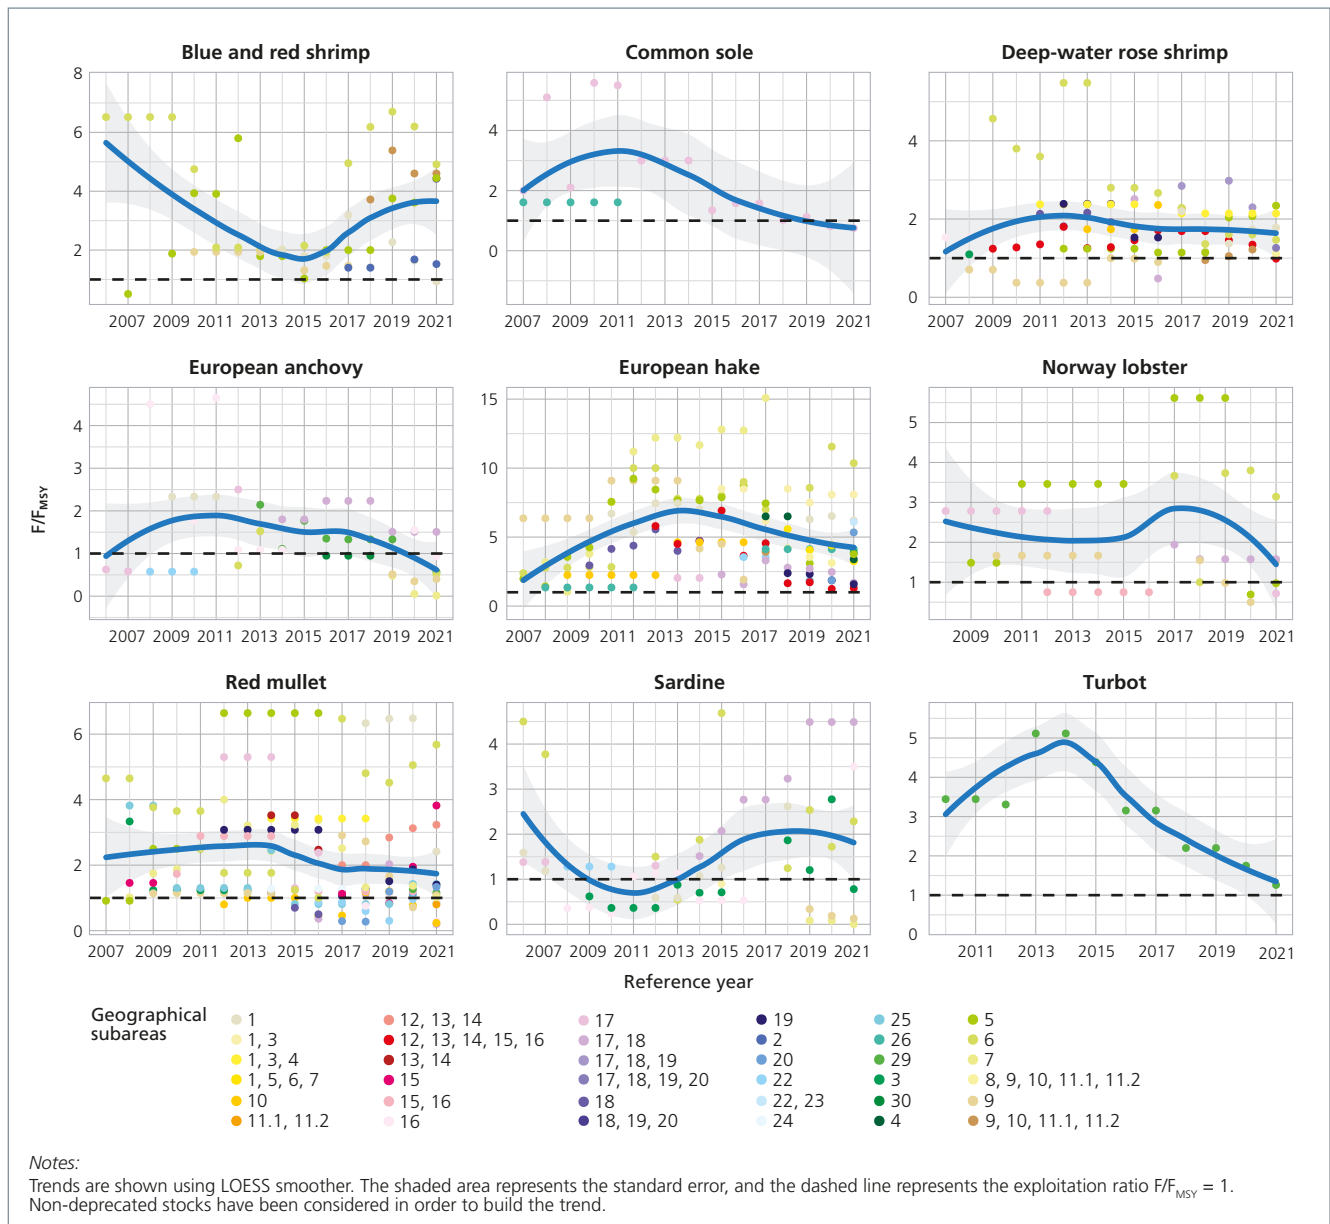 Blue and red shrimp
Common sole
Deep-water rose shrimp
8
6
4
2
2007 2009 2011 2013 2015 2017 2019 2021
4
2
0
2007 2009 2011 2013 2015 2017 2019 2021
4
2
0
2007 2009 2011 2013 2015 2017 2019 2021
European anchovy
European hake
Norway lobster
F/FMSY
4
3
2
1
0
2007 2009 2011 2013 2015 2017 2019 2021
15
10
5
0
2007 2009 2011 2013 2015 2017 2019 2021
5
4
3
2
1
2009 2011 2013 2015 2017 2019 2021
Red mullet
Sardine
Turbot
6
4
2
0
2007 2009 2011 2013 2015 2017 2019 2021
4
3
2
1
0
2007 2009 2011 2013 2015 2017 2019 2021
5
4
3
2
1
0
2011 2013 2015 2017 2019 2021
Reference year
Geographical
subareas
1
1, 3
1, 3, 4
1, 5, 6, 7
10
11.1, 11.2
12, 13, 14
12, 13, 14, 15, 16
13, 14
15
15, 16
16
17
17, 18
17, 18, 19
17, 18, 19, 20
18
18, 19, 20
19
2
20
22
22, 23
24
25
26
29
3
30
4
5
6
7
8, 9, 10, 11.1, 11.2
9
9, 10, 11.1, 11.2
Notes:
Trends are shown using LOESS smoother. The shaded area represents the standard error, and the dashed line represents the exploitation ratio F/FMSY = 1.
Non-deprecated stocks have been considered in order to build the trend.